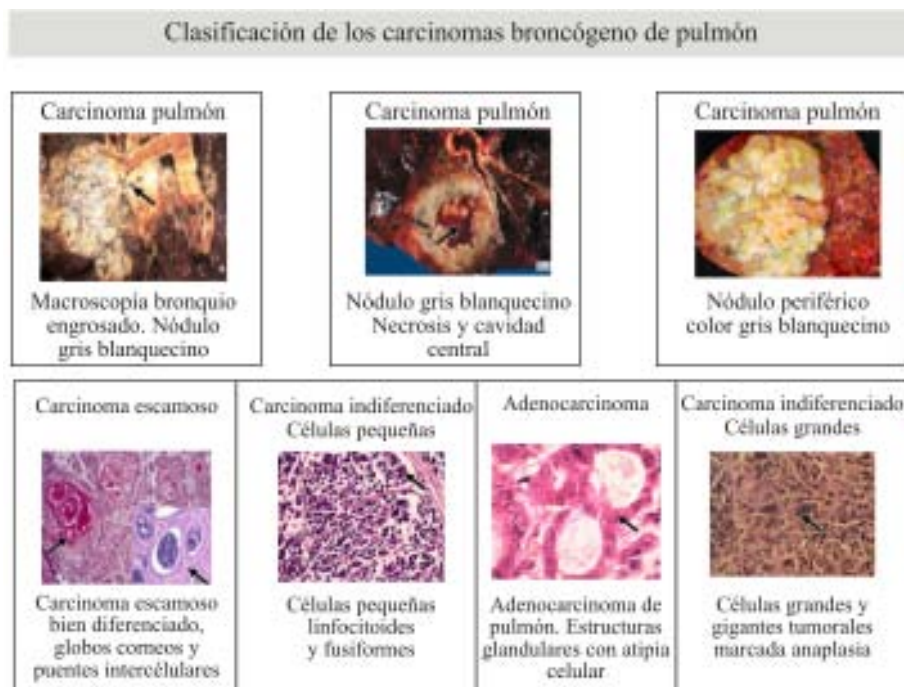 Clasificación de los carcinomas broncógeno de pulmón
Carcinoma pulmón
Macroscopía bronquio
engrosado. Nódulo
gris blanquecino
Carcinoma pulmón
Nódulo gris blanquecino
Necrosis y cavidad
central
Carcinoma pulmón
Nódulo periférico
color gris blanquecino
Carcinoma escamoso
Carcinoma escamoso
bien diferenciado,
globos corneos y
puentes intercélulares
Carcinoma indiferenciado
Células pequeñas
Células pequeñas
linfocitoides
y fusiformes
Adenocarcinoma
Adenocarcinoma de
pulmón. Estructuras
glandulares con atipia
celular
Carcinoma indiferenciado
Células grandes
Células grandes y
gigantes tumorales
marcada anaplasia